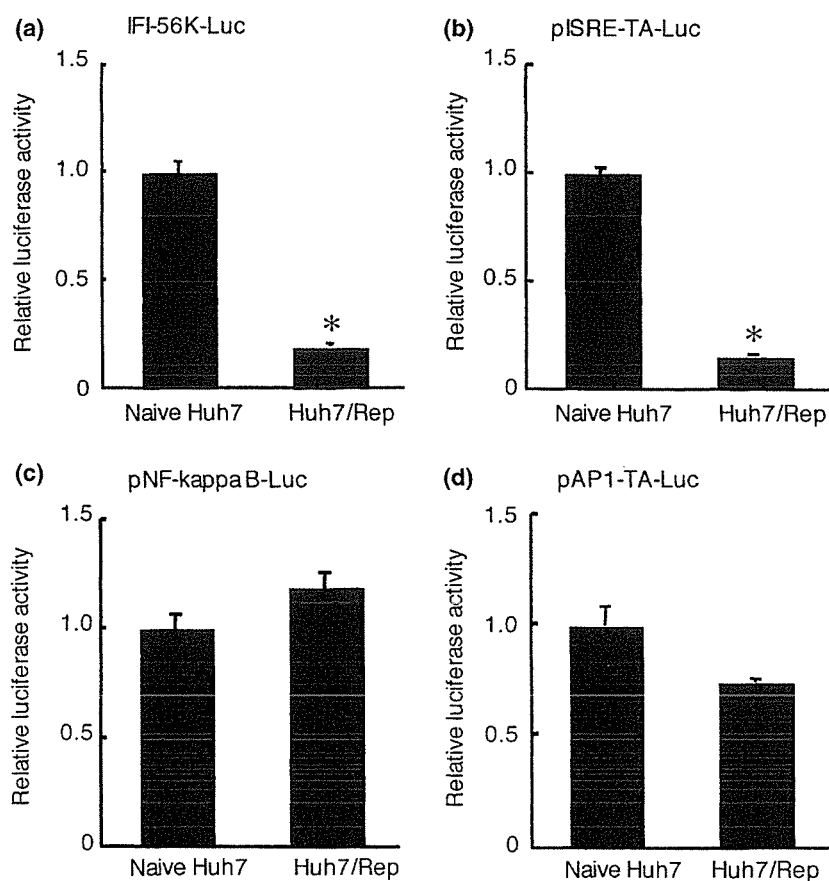 (a) IFI-56K-Luc
Relative luciferase activity
1.5
1.0
0.5
0
*
Naive Huh7 Huh7/Rep
(b) pISRE-TA-Luc
Relative luciferase activity
1.5
1.0
0.5
0
*
Naive Huh7 Huh7/Rep
(c) pNF-kappa B-Luc
Relative luciferase activity
1.5
1.0
0.5
0
Naive Huh7 Huh7/Rep
(d) pAP1-TA-Luc
Relative luciferase activity
1.5
1.0
0.5
0
Naive Huh7 Huh7/Rep